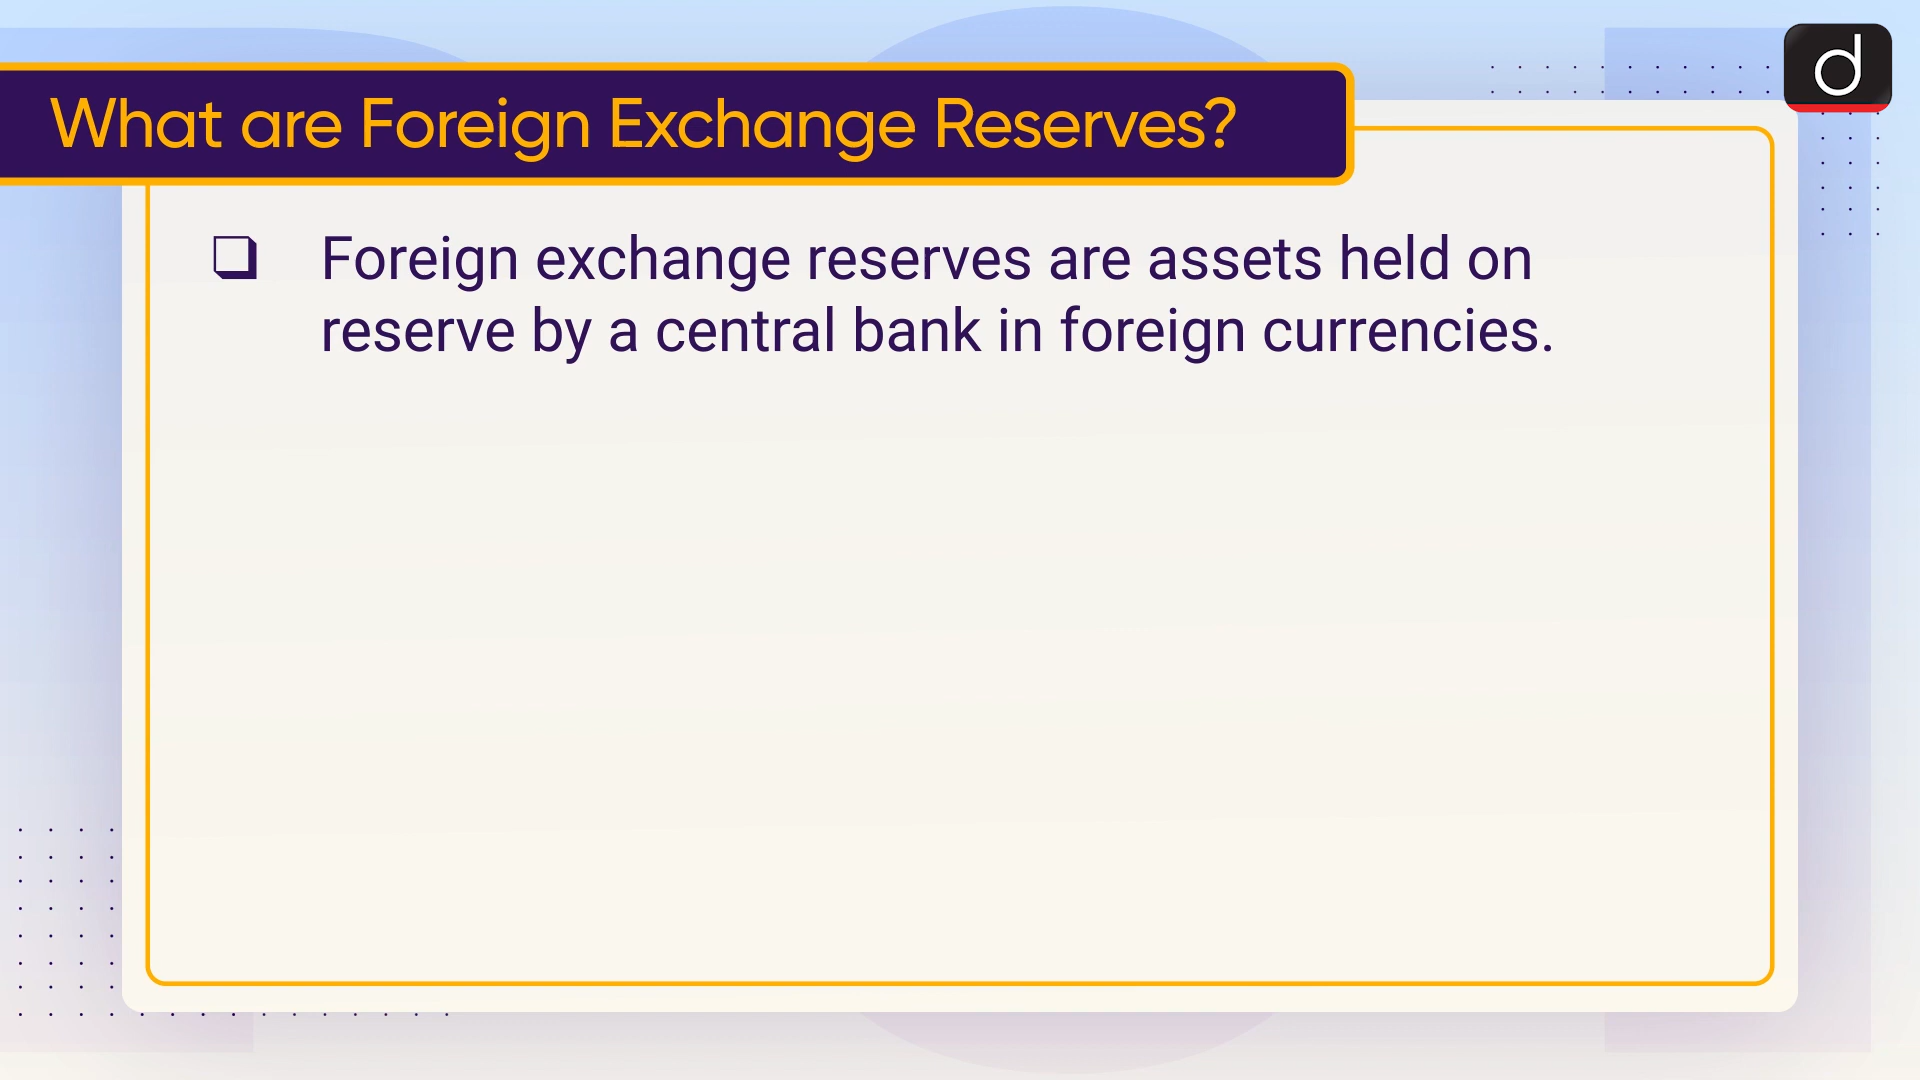 What are Foreign Exchange Reserves?
d
❑ Foreign exchange reserves are assets held on
reserve by a central bank in foreign currencies.